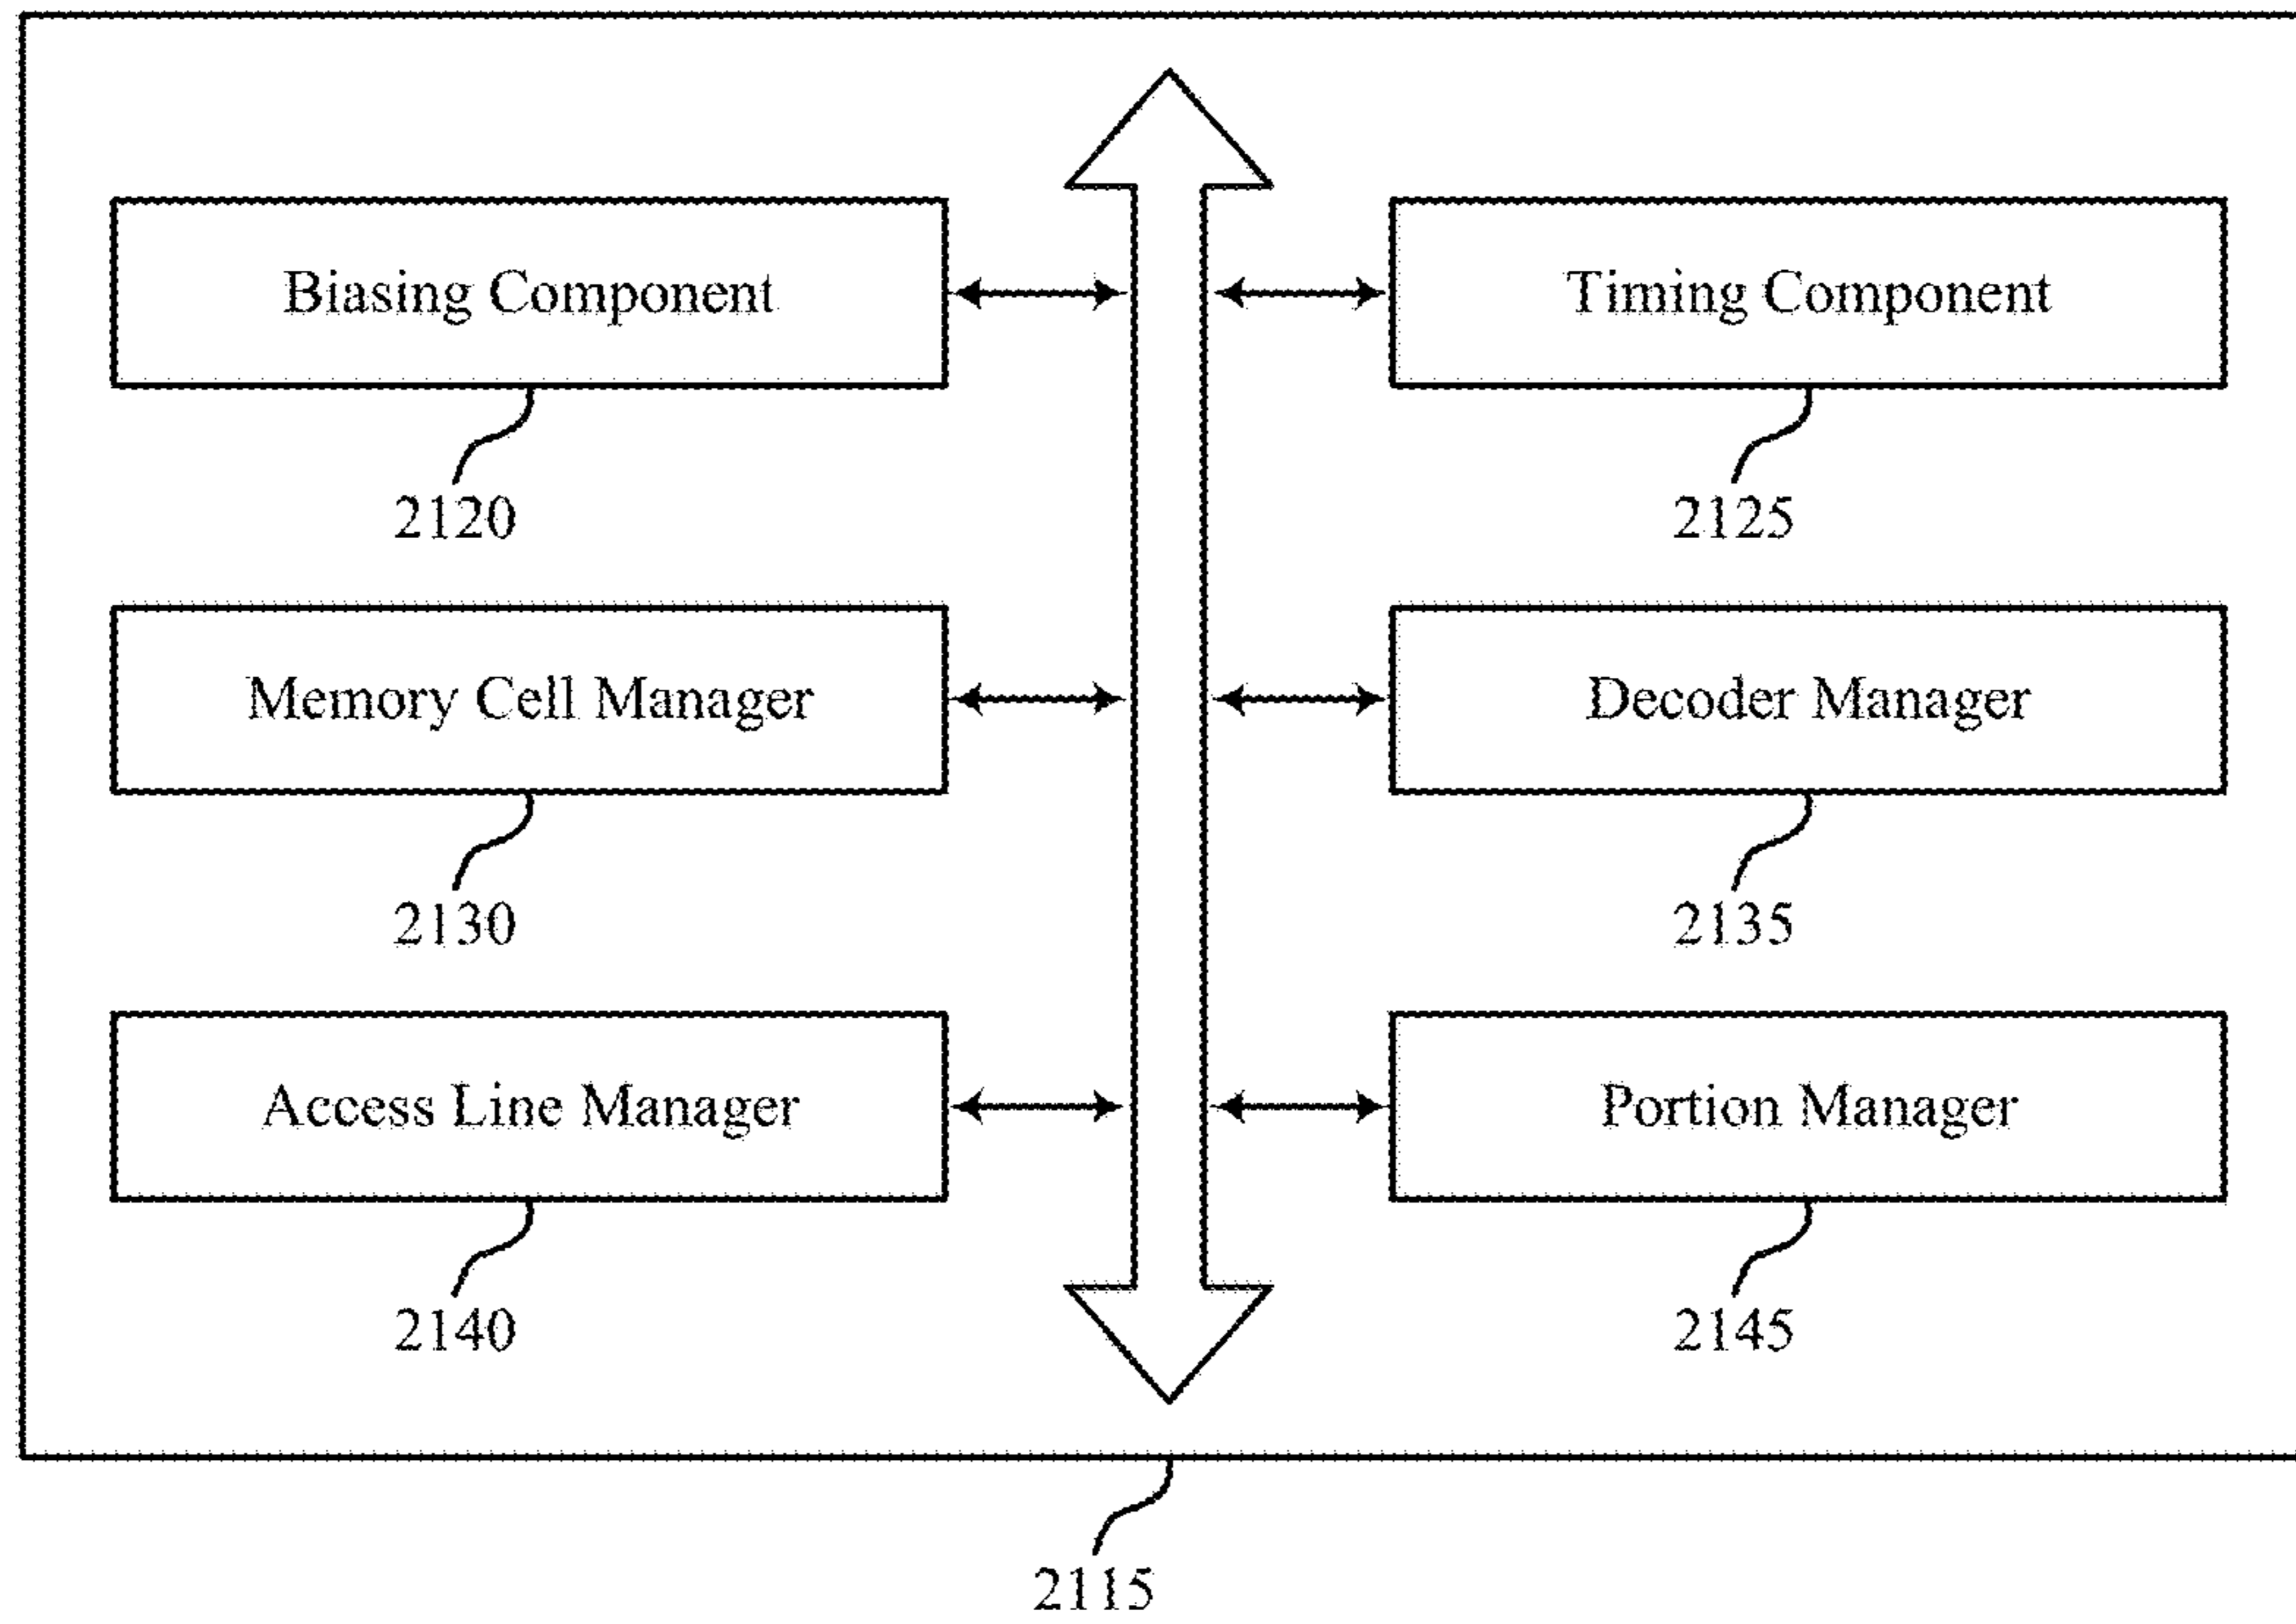 Biasing Component
Timing Component
2120
2125
Memory Cell Manager
Decoder Manager
2130
2135
Access Line Manager
Portion Manager
2140
2145
2115